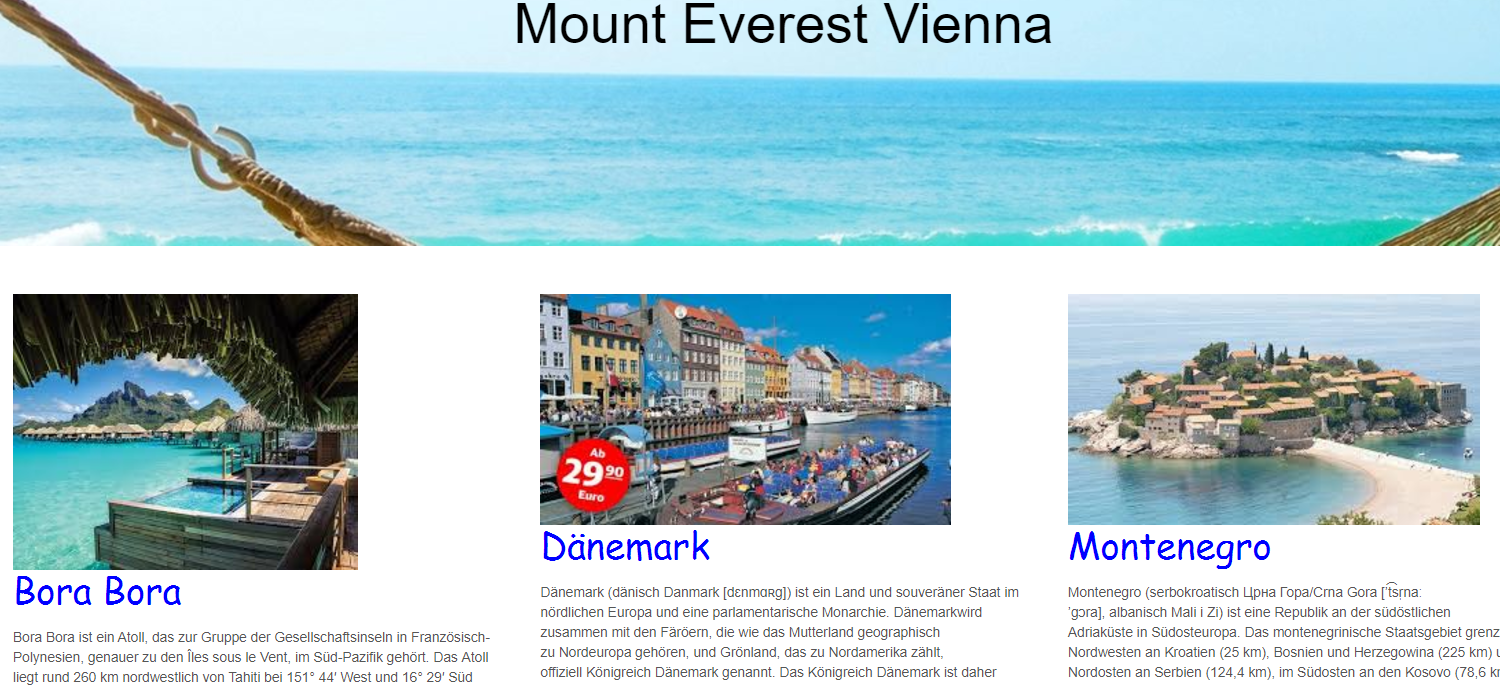 Mount Everest Vienna
Ab
29 90
Euro
Bora Bora
Bora Bora ist ein Atoll, das zur Gruppe der Gesellschaftsinseln in Französisch-
Polynesien, genauer zu den Îles sous le Vent, im Süd-Pazifik gehört. Das Atoll
liegt rund 260 km nordwestlich von Tahiti bei 151° 44′ West und 16° 29′ Süd
Dänemark
Dänemark (dänisch Danmark [dɛnmɑʀg]) ist ein Land und souveräner Staat im
nördlichen Europa und eine parlamentarische Monarchie. Dänemarkwird
zusammen mit den Färöern, die wie das Mutterland geographisch
zu Nordeuropa gehören, und Grönland, das zu Nordamerika zählt,
offiziell Königreich Dänemark genannt. Das Königreich Dänemark ist daher
Montenegro
Montenegro (serbokroatisch Црна Гора/Crna Gora [ˈt͡sr̩naː
ˈgɔra], albanisch Mali i Zi) ist eine Republik an der südöstlichen
Adriaküste in Südosteuropa. Das montenegrinische Staatsgebiet grenz
Nordwesten an Kroatien (25 km), Bosnien und Herzegowina (225 km) u
Nordosten an Serbien (124,4 km), im Südosten an den Kosovo (78,6 k